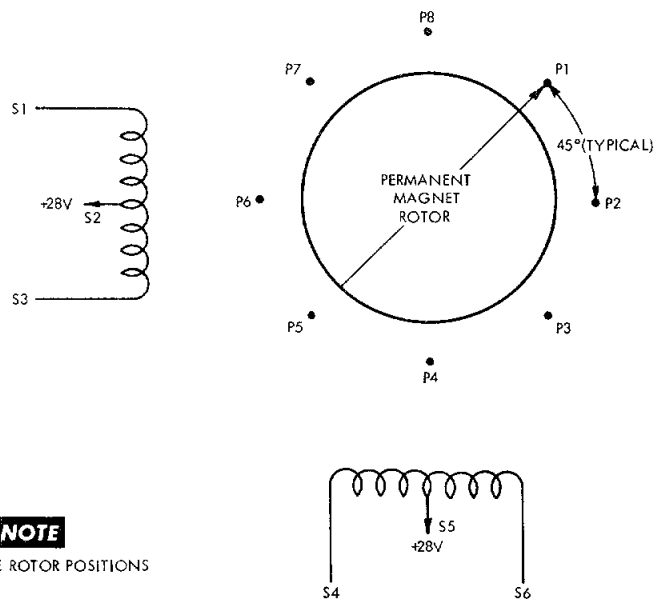 P8
P7
P1
S1
45°(TYPICAL)
PERMANENT
MAGNET
ROTOR
+28V
S2
P6
P2
S3
P5
P3
P4
NOTE
S5
+28V
ROTOR POSITIONS
S4
S6